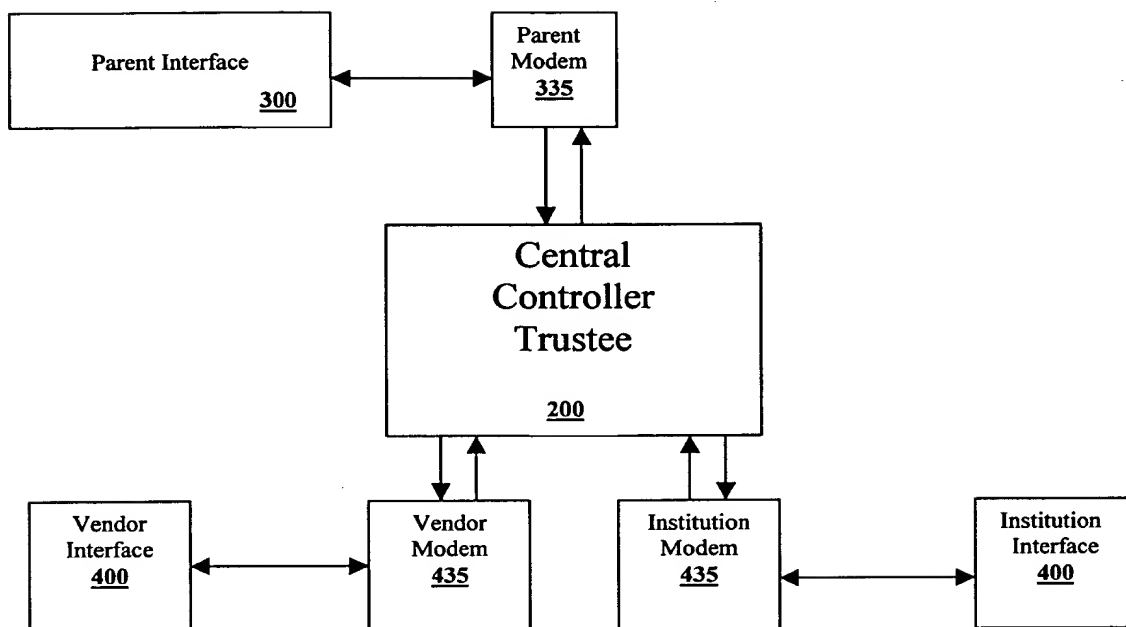 Parent Interface
300
Parent
Modem
335
Central
Controller
Trustee
200
Vendor
Interface
400
Vendor
Modem
435
Institution
Modem
435
Institution
Interface
400